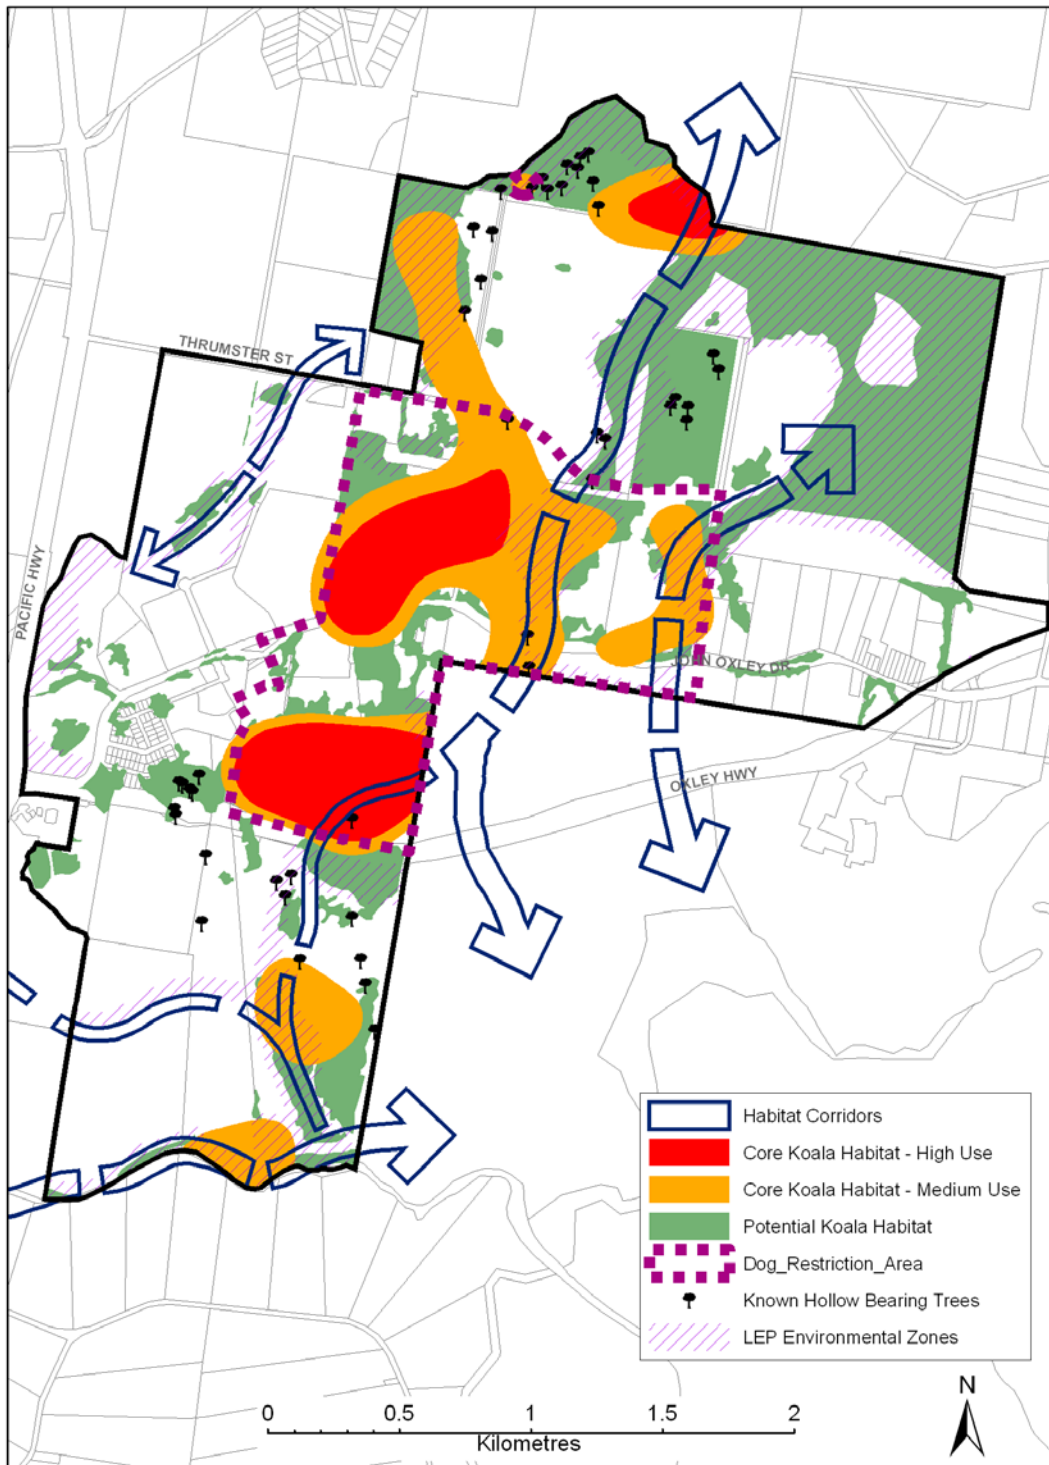 THRUMSTER ST
PACIFIC HWY
JOHN OXLEY DR
OXLEY HWY
Habitat Corridors
Core Koala Habitat - High Use
Core Koala Habitat - Medium Use
Potential Koala Habitat
Dog_Restriction_Area
Known Hollow Bearing Trees
LEP Environmental Zones
N
0 0.5 1 1.5 2
Kilometres